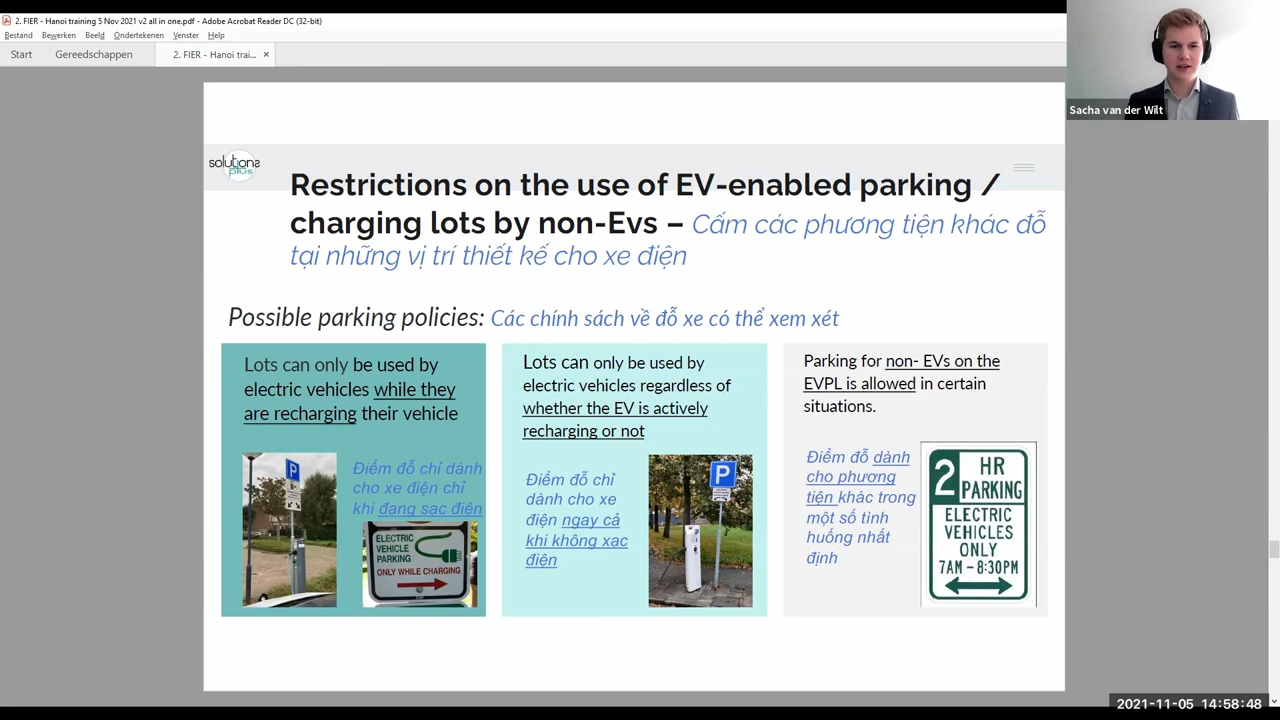 2. FIER - Hanoi training 5 Nov 2021 v2 all in one.pdf - Adobe Acrobat Reader DC (32-bit)
Bestand Bewerken Beeld Ondertekenen Venster Help
Start Gereedschappen 2. FIER - Hanoi trai... ×
Sacha van der Wilt
solutions
plus
Restrictions on the use of EV-enabled parking /
charging lots by non-Evs – Cấm các phương tiện khác đỗ
tại những vị trí thiết kế cho xe điện
Possible parking policies: Các chính sách về đỗ xe có thể xem xét
Lots can only be used by
electric vehicles while they
are recharging their vehicle
Điểm đỗ chỉ dành
cho xe điện chỉ
khi đang sạc điện
P
ELECTRIC
VEHICLE
PARKING
ONLY WHILE CHARGING
Lots can only be used by
electric vehicles regardless of
whether the EV is actively
recharging or not
Điểm đỗ chỉ
dành cho xe
điện ngay cả
khi không xac
điện
P
Parking for non- EVs on the
EVPL is allowed in certain
situations.
Điểm đỗ dành
cho phương
tiện khác trong
một số tình
huống nhất
định
2 HR
PARKING
ELECTRIC
VEHICLES
ONLY
7AM – 8:30PM
2021-11-05 14:58:48